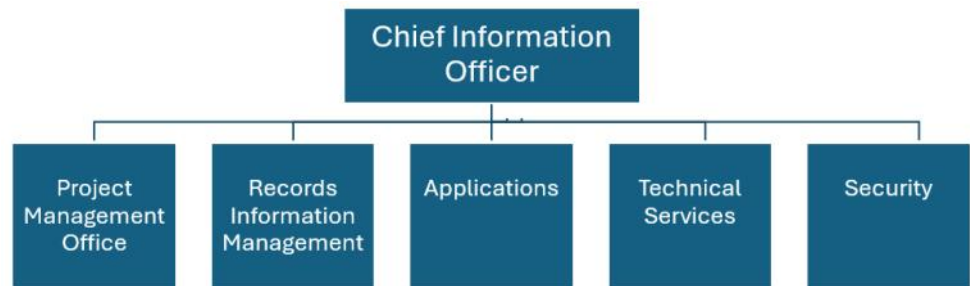 Chief Information
Officer
Project
Management
Office
Records
Information
Management
Applications
Technical
Services
Security